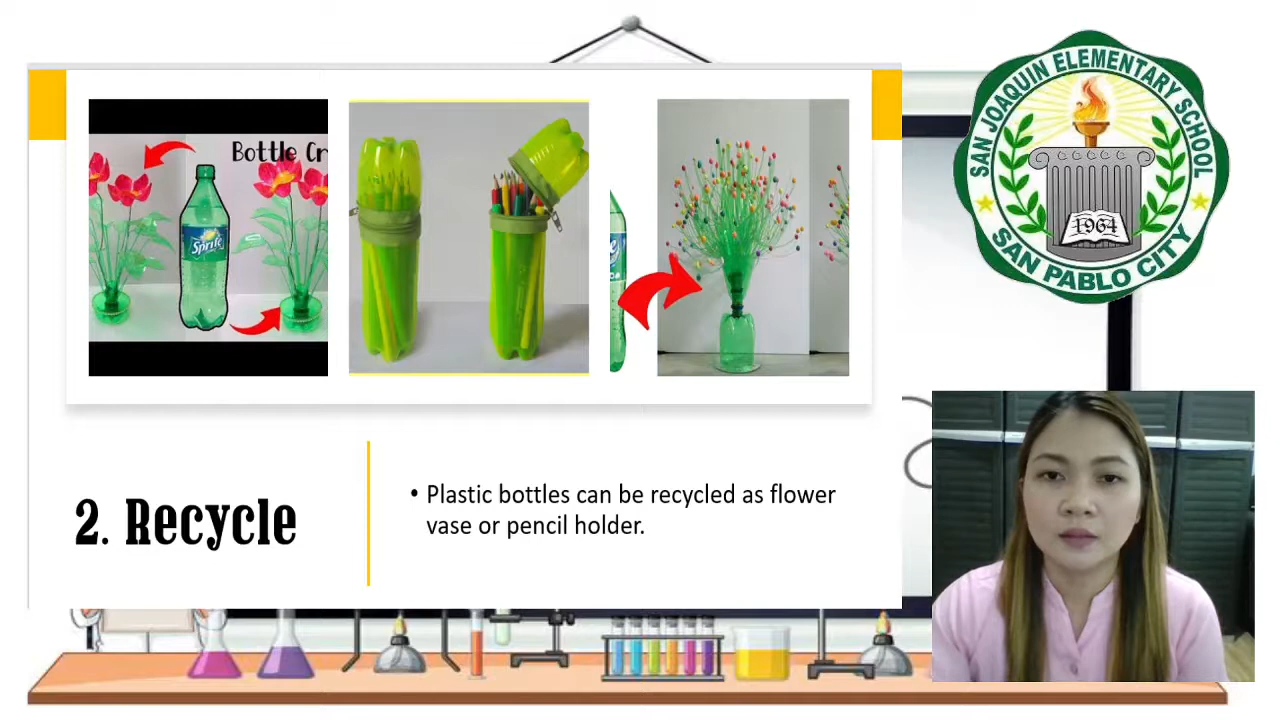 Bottle Cr
Sprite
SAN JOAQUIN ELEMENTARY SCHOOL
1964
SAN PABLO CITY
2. Recycle
• Plastic bottles can be recycled as flower
vase or pencil holder.